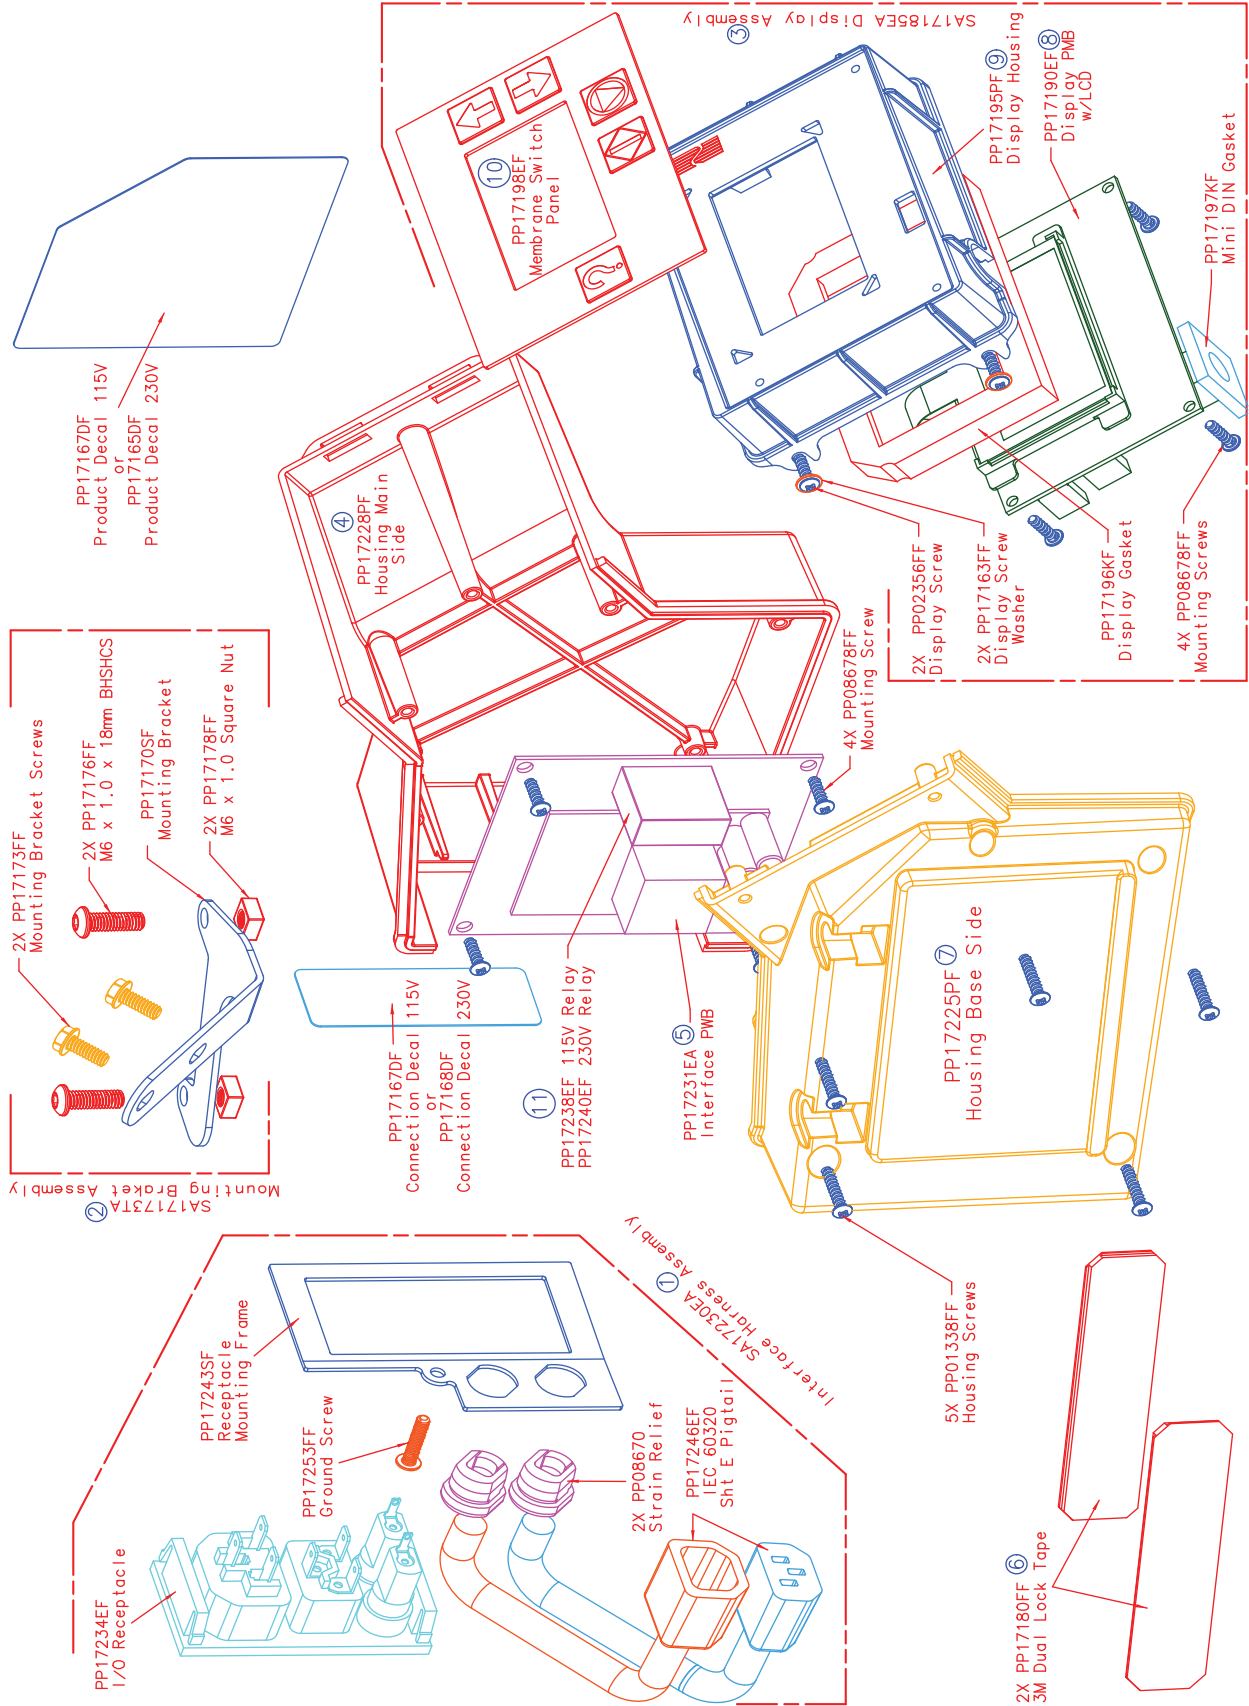 PP17234EF
I/O Receptacle
PP17243SF
Receptacle
Mounting Frame
PP17253FF
Ground Screw
2X PP08670
Strain Relief
PP17246EF
IEC 60320
Sht E Pigtail
1
SA17230EA
Interface Harness Assembly
2
SA17173TA
Mounting Braket Assembly
2X PP17173FF
Mounting Bracket Screws
2X PP17176FF
M6 x 1.0 x 18mm BHSHCS
PP17170SF
Mounting Bracket
2X PP17178FF
M6 x 1.0 Square Nut
PP17167DF
Product Decal 115V
or
PP17165DF
Product Decal 230V
4
PP17228PF
Housing Main
Side
PP17167DF
Connection Decal 115V
or
PP17168DF
Connection Decal 230V
11
PP17238EF 115V Relay
PP17240EF 230V Relay
PP17231EA 5
Interface PWB
4X PP08678FF
Mounting Screw
PP17225PF 7
Housing Base Side
5X PP01338FF
Housing Screws
2X PP17180FF 6
3M Dual Lock Tape
3
SA17185EA Display Assembly
10
PP17198EF
Membrane Switch
Panel
?
PP17195PF 9
Display Housing
PP17190EF 8
Display PMB
w/LCD
PP17197KF
Mini DIN Gasket
2X PP02356FF
Display Screw
2X PP17163FF
Display Screw
Washer
PP17196KF
Display Gasket
4X PP08678FF
Mounting Screws